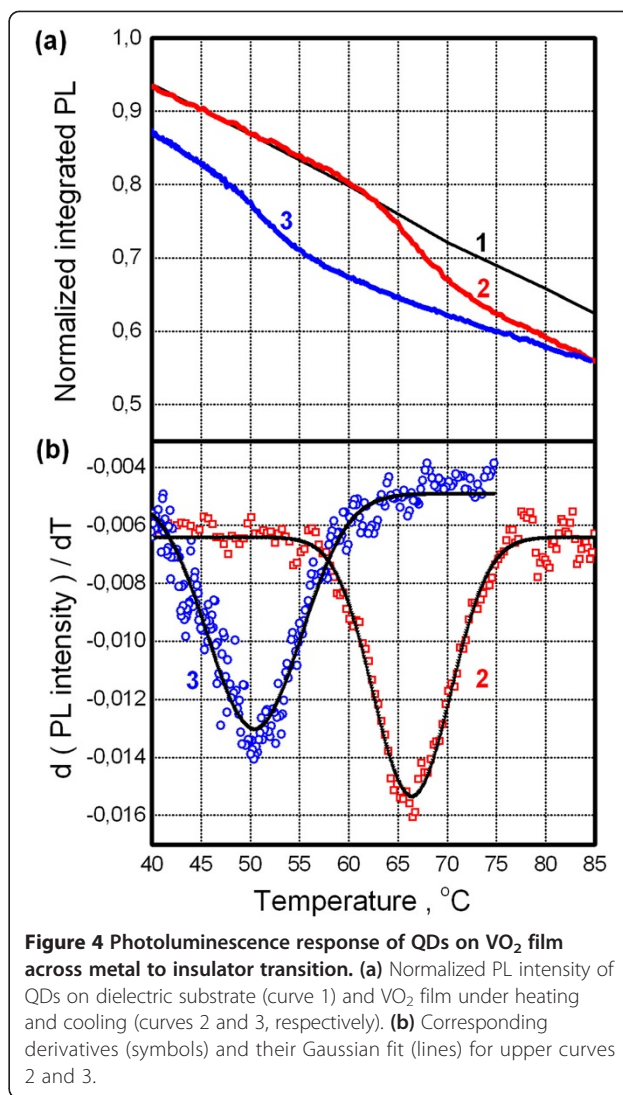 (a)
1,0
0,9
0,8
0,7
0,6
0,5
Normalized integrated PL
1
2
3
(b)
-0,004
-0,006
-0,008
-0,010
-0,012
-0,014
-0,016
d ( PL intensity ) / dT
3
2
40 45 50 55 60 65 70 75 80 85
Temperature , °C
Figure 4 Photoluminescence response of QDs on VO₂ film
across metal to insulator transition. (a) Normalized PL intensity of
QDs on dielectric substrate (curve 1) and VO₂ film under heating
and cooling (curves 2 and 3, respectively). (b) Corresponding
derivatives (symbols) and their Gaussian fit (lines) for upper curves
2 and 3.